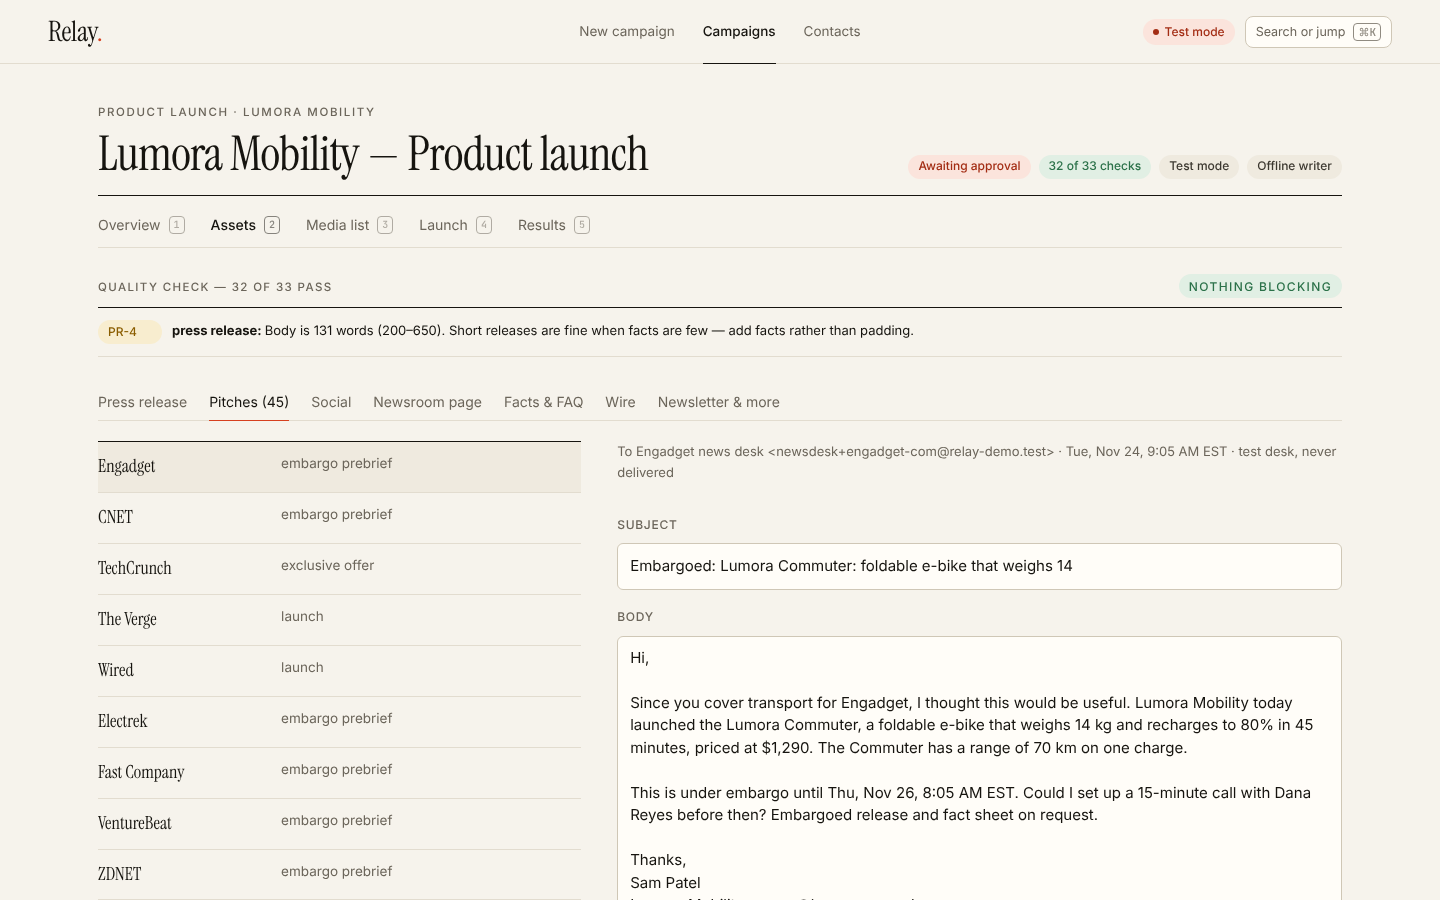 Relay.
New campaign
Campaigns
Contacts
Test mode
Search or jump ⌘K
PRODUCT LAUNCH · LUMORA MOBILITY
Lumora Mobility — Product launch
Awaiting approval
32 of 33 checks
Test mode
Offline writer
Overview 1
Assets 2
Media list 3
Launch 4
Results 5
QUALITY CHECK — 32 OF 33 PASS
NOTHING BLOCKING
PR-4
press release: Body is 131 words (200–650). Short releases are fine when facts are few — add facts rather than padding.
Press release
Pitches (45)
Social
Newsroom page
Facts & FAQ
Wire
Newsletter & more
Engadget embargo prebrief
CNET embargo prebrief
TechCrunch exclusive offer
The Verge launch
Wired launch
Electrek embargo prebrief
Fast Company embargo prebrief
VentureBeat embargo prebrief
ZDNET embargo prebrief
To Engadget news desk <newsdesk+engadget-com@relay-demo.test> · Tue, Nov 24, 9:05 AM EST · test desk, never
delivered
SUBJECT
Embargoed: Lumora Commuter: foldable e-bike that weighs 14
BODY
Hi,
Since you cover transport for Engadget, I thought this would be useful. Lumora Mobility today
launched the Lumora Commuter, a foldable e-bike that weighs 14 kg and recharges to 80% in 45
minutes, priced at $1,290. The Commuter has a range of 70 km on one charge.
This is under embargo until Thu, Nov 26, 8:05 AM EST. Could I set up a 15-minute call with Dana
Reyes before then? Embargoed release and fact sheet on request.
Thanks,
Sam Patel